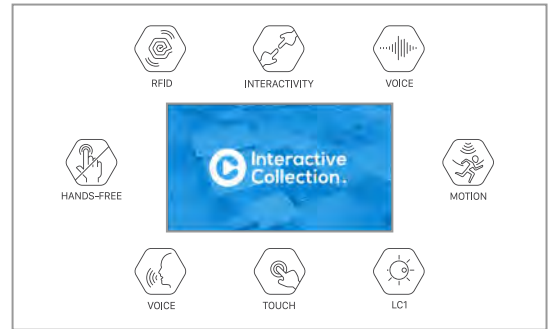 RFID
INTERACTIVITY
VOICE
Interactive
Collection.
HANDS-FREE
MOTION
VOICE
TOUCH
LC1